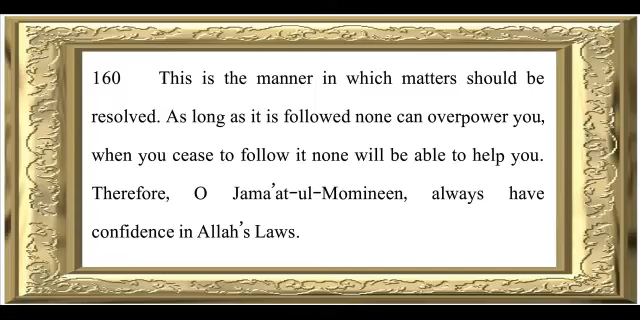 160 This is the manner in which matters should be
resolved. As long as it is followed none can overpower you,
when you cease to follow it none will be able to help you.
Therefore, O Jama’at-ul-Momineen, always have
confidence in Allah’s Laws.